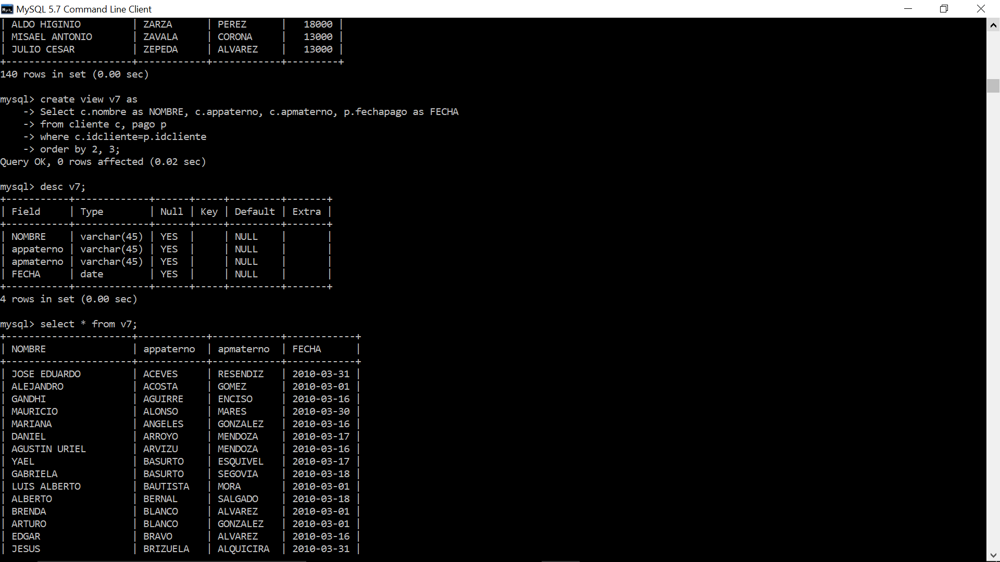 MySQL 5.7 Command Line Client
| ALDO HIGINIO         | ZARZA      | PEREZ      |   18000 |
| MISAEL ANTONIO       | ZAVALA     | CORONA     |   13000 |
| JULIO CESAR          | ZEPEDA     | ALVAREZ    |   13000 |
+----------------------+------------+------------+---------+
140 rows in set (0.00 sec)

mysql> create view v7 as
    -> Select c.nombre as NOMBRE, c.appaterno, c.apmaterno, p.fechapago as FECHA
    -> from cliente c, pago p
    -> where c.idcliente=p.idcliente
    -> order by 2, 3;
Query OK, 0 rows affected (0.02 sec)

mysql> desc v7;
+-----------+-------------+------+-----+---------+-------+
| Field     | Type        | Null | Key | Default | Extra |
+-----------+-------------+------+-----+---------+-------+
| NOMBRE    | varchar(45) | YES  |     | NULL    |       |
| appaterno | varchar(45) | YES  |     | NULL    |       |
| apmaterno | varchar(45) | YES  |     | NULL    |       |
| FECHA     | date        | YES  |     | NULL    |       |
+-----------+-------------+------+-----+---------+-------+
4 rows in set (0.00 sec)

mysql> select * from v7;
+----------------------+------------+------------+------------+
| NOMBRE               | appaterno  | apmaterno  | FECHA      |
+----------------------+------------+------------+------------+
| JOSE EDUARDO         | ACEVES     | RESENDIZ   | 2010-03-31 |
| ALEJANDRO            | ACOSTA     | GOMEZ      | 2010-03-01 |
| GANDHI               | AGUIRRE    | ENCISO     | 2010-03-16 |
| MAURICIO             | ALONSO     | MARES      | 2010-03-30 |
| MARIANA              | ANGELES    | GONZALEZ   | 2010-03-16 |
| DANIEL               | ARROYO     | MENDOZA    | 2010-03-17 |
| AGUSTIN URIEL        | ARVIZU     | MENDOZA    | 2010-03-16 |
| YAEL                 | BASURTO    | ESQUIVEL   | 2010-03-17 |
| GABRIELA             | BASURTO    | SEGOVIA    | 2010-03-18 |
| LUIS ALBERTO         | BAUTISTA   | MORA       | 2010-03-01 |
| ALBERTO              | BERNAL     | SALGADO    | 2010-03-18 |
| BRENDA               | BLANCO     | ALVAREZ    | 2010-03-01 |
| ARTURO               | BLANCO     | GONZALEZ   | 2010-03-01 |
| EDGAR                | BRAVO      | ALVAREZ    | 2010-03-16 |
| JESUS                | BRIZUELA   | ALQUICIRA  | 2010-03-31 |